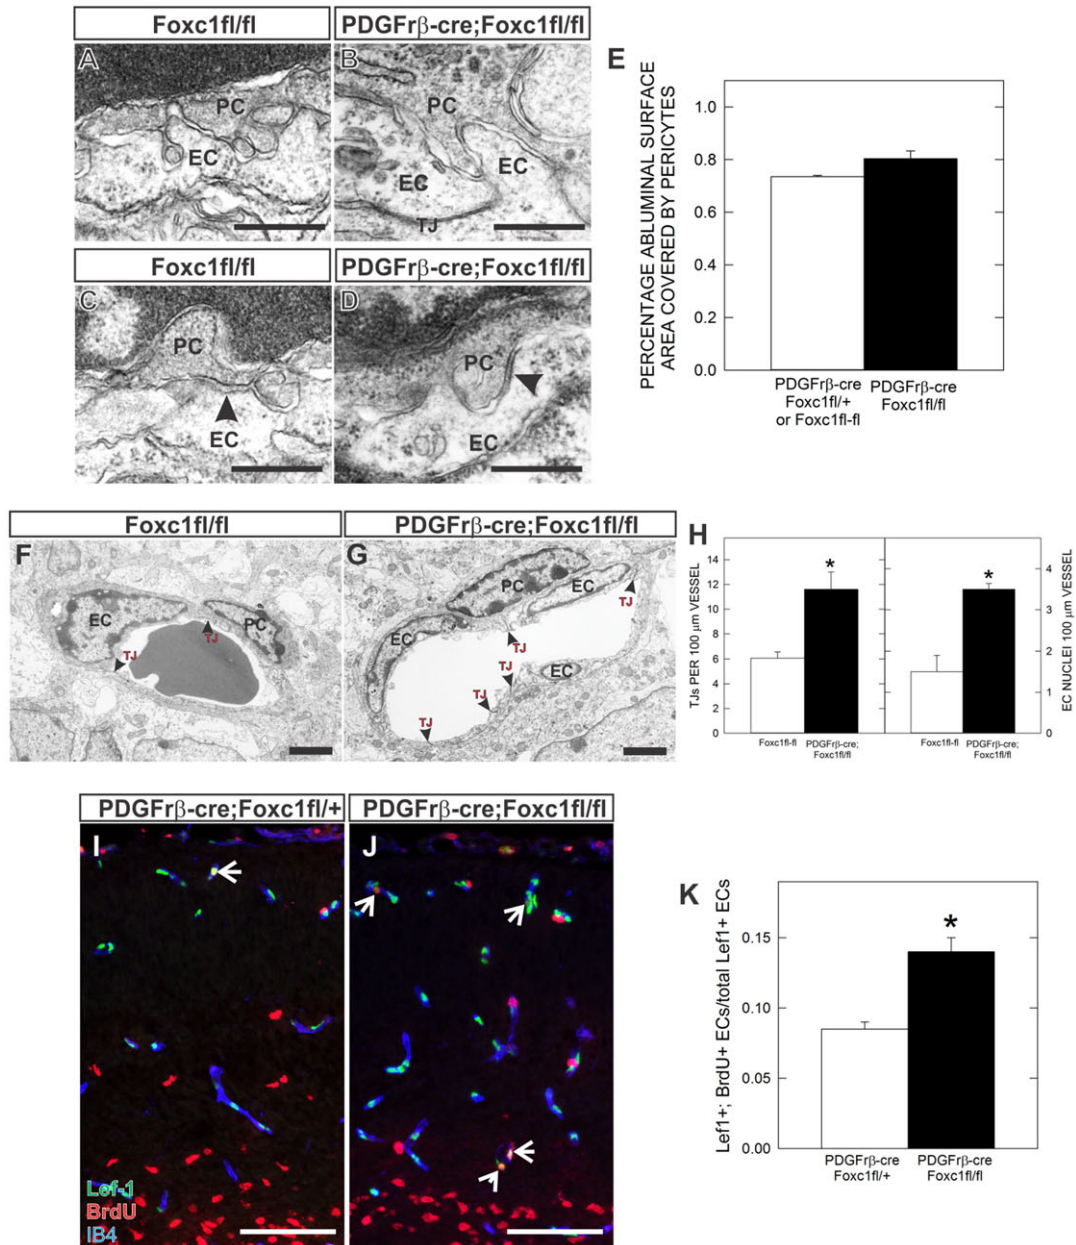 Foxc1fl/fl
PDGFrβ-cre;Foxc1fl/fl
A
PC
EC
B
PC
EC
EC
TJ
Foxc1fl/fl
PDGFrβ-cre;Foxc1fl/fl
C
PC
EC
D
PC
EC
E
PERCENTAGE ABLUMINAL SURFACE
AREA COVERED BY PERICYTES
1.0
0.8
0.6
0.4
0.2
0.0
PDGFrβ-cre
Foxc1fl/+
or Foxc1fl-fl
PDGFrβ-cre
Foxc1fl/fl
Foxc1fl/fl
PDGFrβ-cre;Foxc1fl/fl
F
EC
PC
TJ
TJ
G
PC
EC
TJ
EC
TJ
TJ
EC
TJ
TJ
H
TJs PER 100 μm VESSEL
14
12
10
8
6
4
2
0
*
*
4
3
2
1
0
EC NUCLEI 100 μm VESSEL
Foxc1fl-fl
PDGFrβ-cre;
Foxc1fl/fl
Foxc1fl-fl
PDGFrβ-cre;
Foxc1fl/fl
PDGFrβ-cre;Foxc1fl/+
PDGFrβ-cre;Foxc1fl/fl
I
Lef-1
BrdU
IB4
J
K
Lef1+; BrdU+ ECs/total Lef1+ ECs
0.15
0.10
0.05
0.00
*
PDGFrβ-cre
Foxc1fl/+
PDGFrβ-cre
Foxc1fl/fl